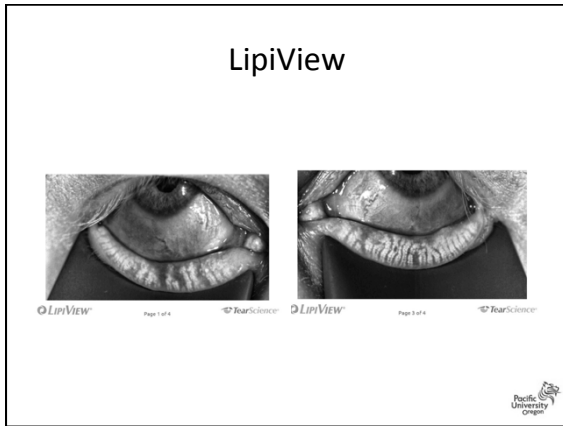 LipiView
LIPIVIEW
Page 1 of 4
TearScience
LIPIVIEW
Page 3 of 4
TearScience
Pacific
University
Oregon